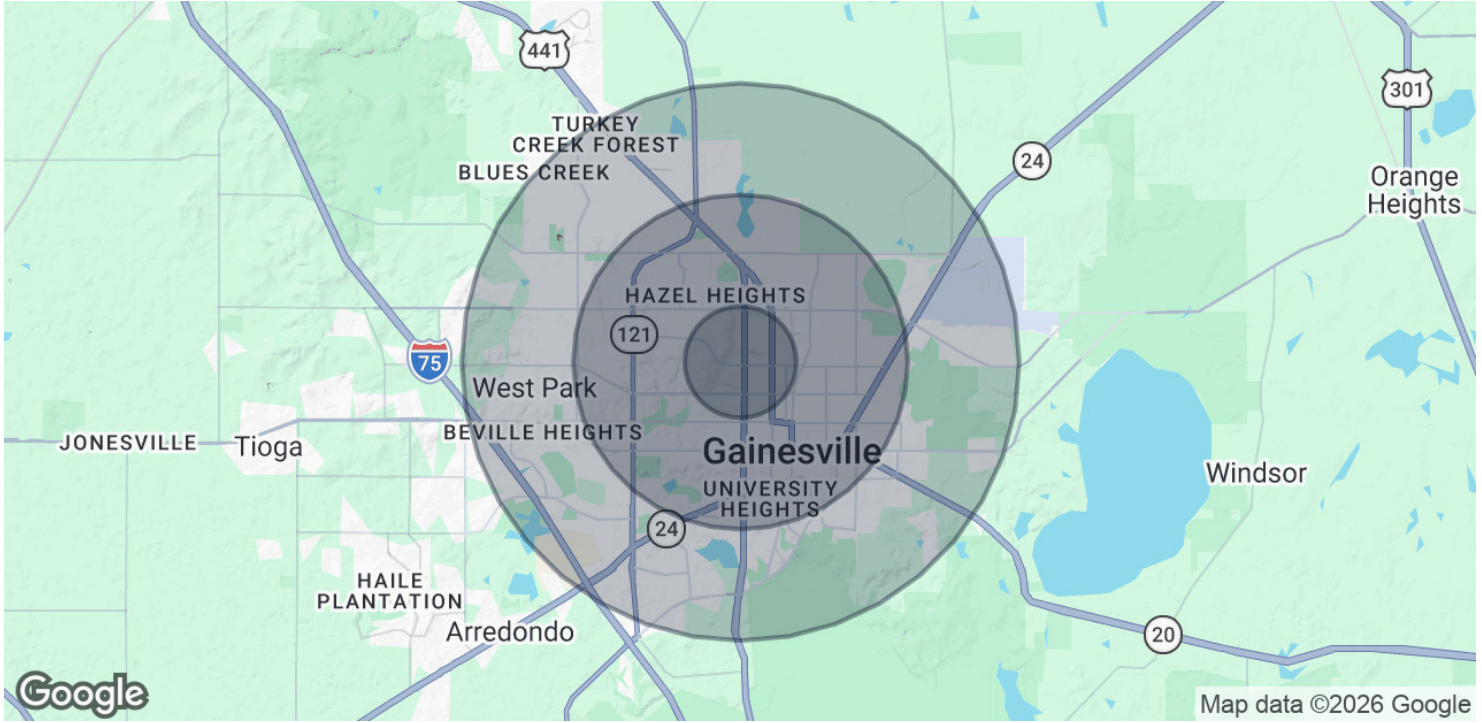 441
301
TURKEY
CREEK FOREST
24
BLUES CREEK
Orange
Heights
HAZEL HEIGHTS
121
75
West Park
BEVILLE HEIGHTS
JONESVILLE
Tioga
Gainesville
Windsor
UNIVERSITY
HEIGHTS
24
HAILE
PLANTATION
Arredondo
20
Google
Map data ©2026 Google